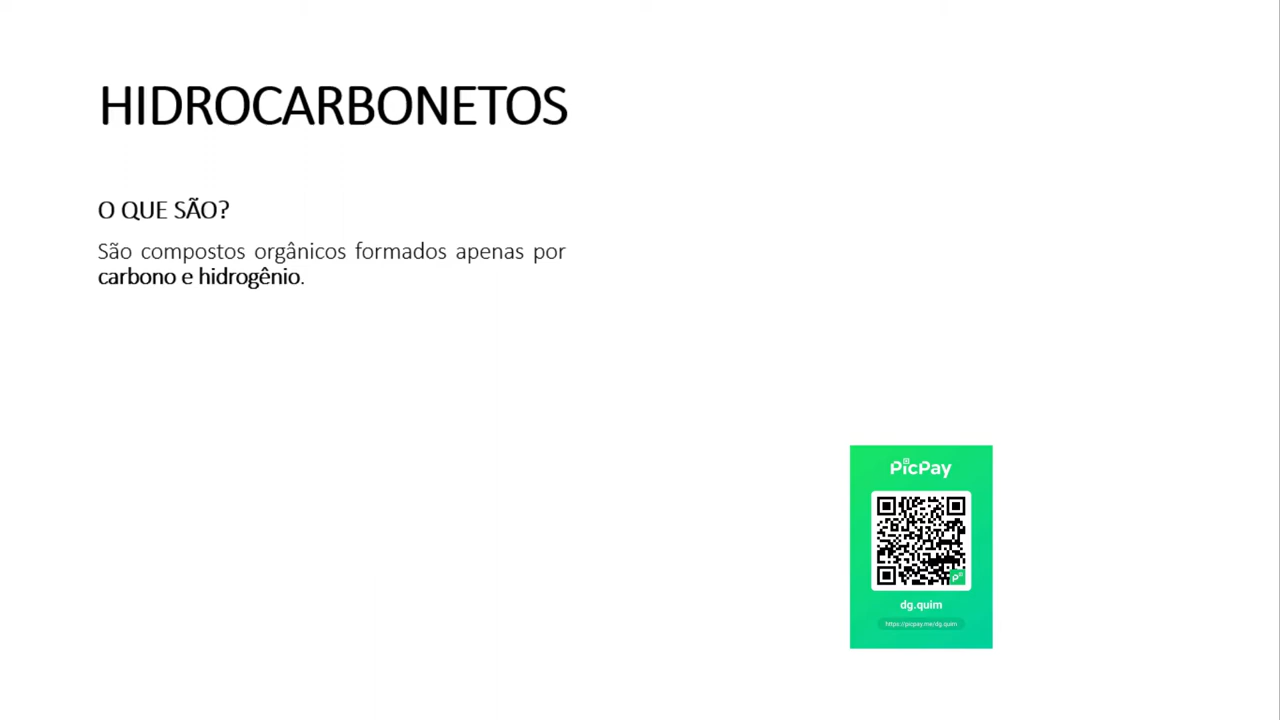 HIDROCARBONETOS
O QUE SÃO?
São compostos orgânicos formados apenas por
carbono e hidrogênio.
PicPay
dg.quim
https://picpay.me/dg.quim